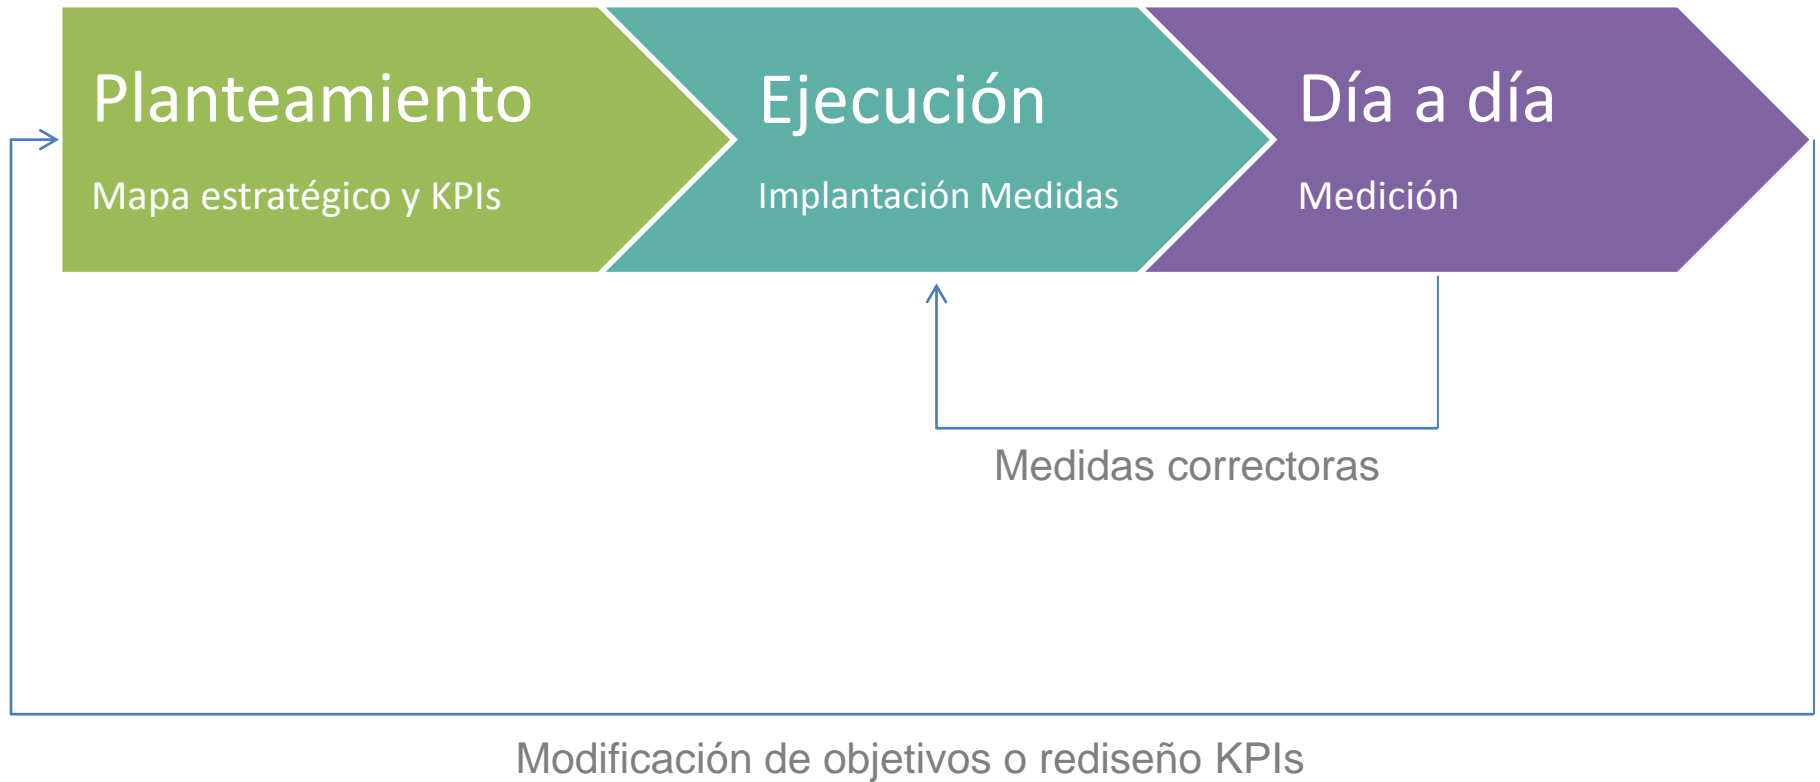 Planteamiento
Mapa estratégico y KPIs
Ejecución
Implantación Medidas
Día a día
Medición
Medidas correctoras
Modificación de objetivos o rediseño KPIs